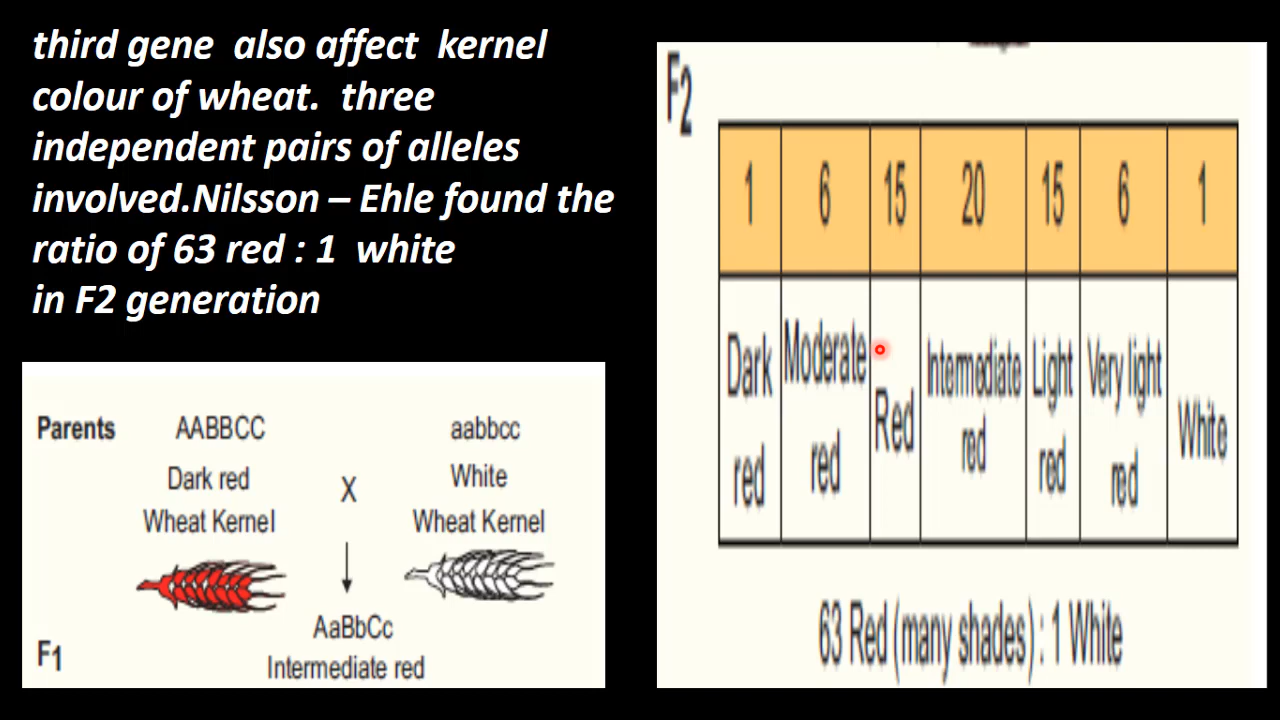 third gene also affect kernel
colour of wheat. three
independent pairs of alleles
involved.Nilsson – Ehle found the
ratio of 63 red : 1 white
in F2 generation
Parents AABBCC aabbcc
Dark red X White
Wheat Kernel Wheat Kernel
AaBbCc
F1 Intermediate red
F2
1 6 15 20 15 6 1
Dark red Moderate red Red Intermediate red Light red Very light red White
63 Red (many shades) : 1 White